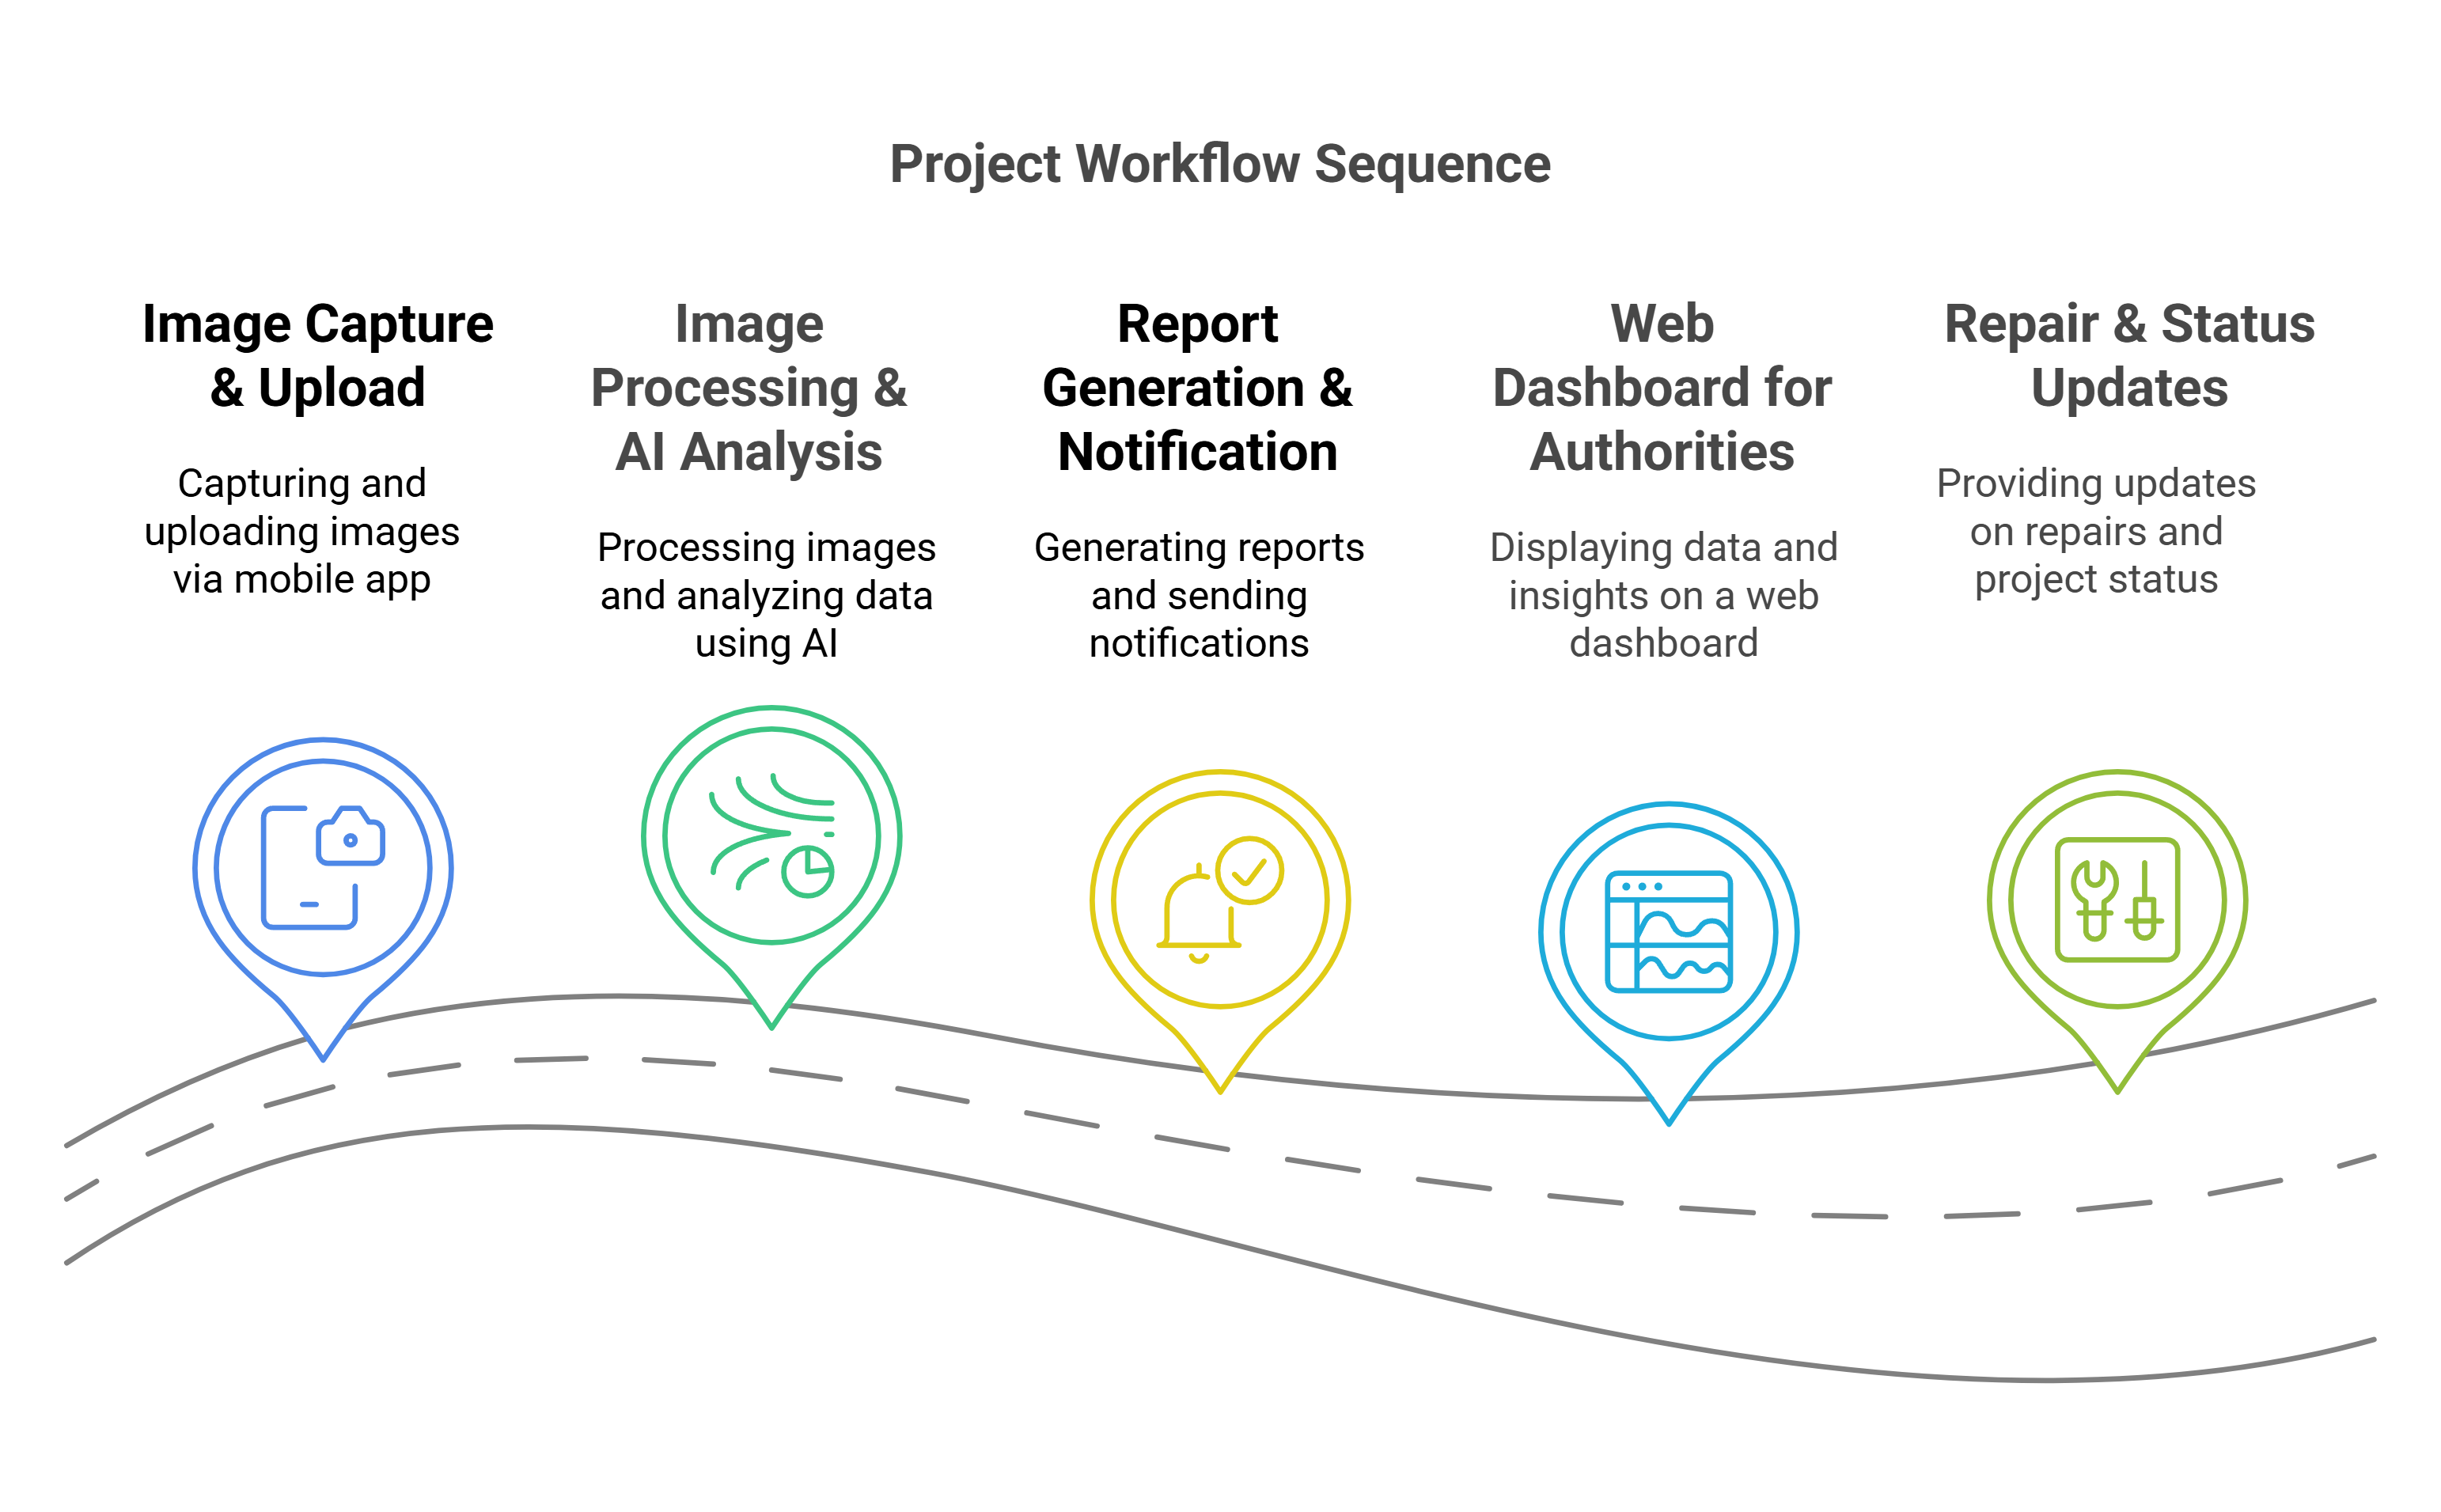 Project Workflow Sequence
Image Capture
& Upload
Capturing and
uploading images
via mobile app
Image
Processing &
AI Analysis
Processing images
and analyzing data
using AI
Report
Generation &
Notification
Generating reports
and sending
notifications
Web
Dashboard for
Authorities
Displaying data and
insights on a web
dashboard
Repair & Status
Updates
Providing updates
on repairs and
project status